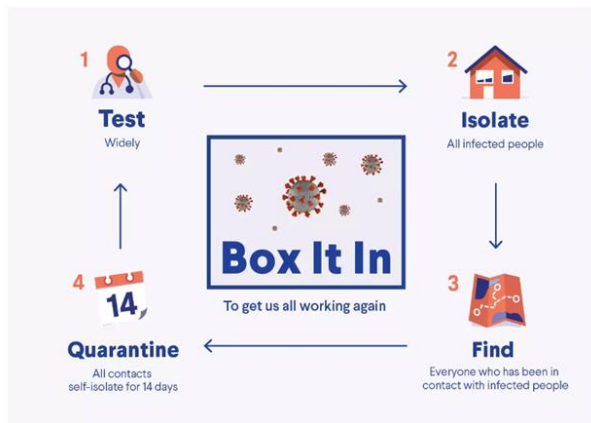 1
Test
Widely
2
Isolate
All infected people
Box It In
To get us all working again
3
Find
Everyone who has been in
contact with infected people
4
14
Quarantine
All contacts
self-isolate for 14 days